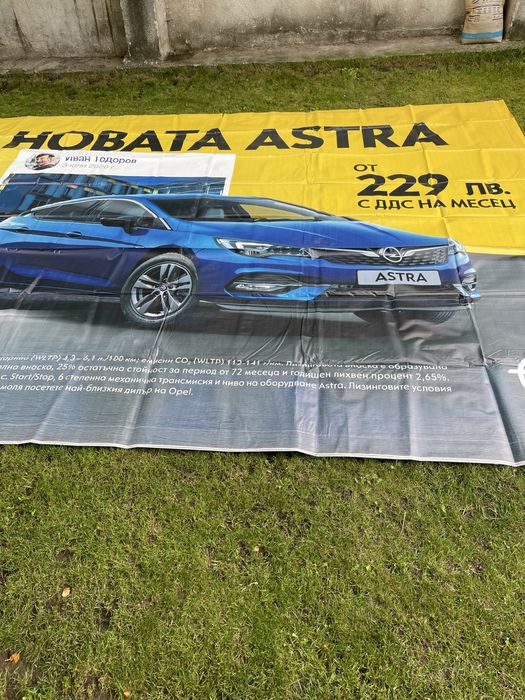 НОВАТА ASTRA
Иван Тодоров
ОТ
229 ЛВ.
С ДДС НА МЕСЕЦ
ASTRA
(WLTP) 4,3 – 6,1 л./100 км; емисии CO₂ (WLTP) 112-141 г/км. Лизинговата вноска е образувана
вноска, 25% остатъчна стойност за период от 72 месеца и годишен лихвен процент 2,65%.
с, Start/Stop, 6 степенна механична трансмисия и ниво на оборудване Astra. Лизинговите условия
моля посетете най-близкия дилър на Opel.